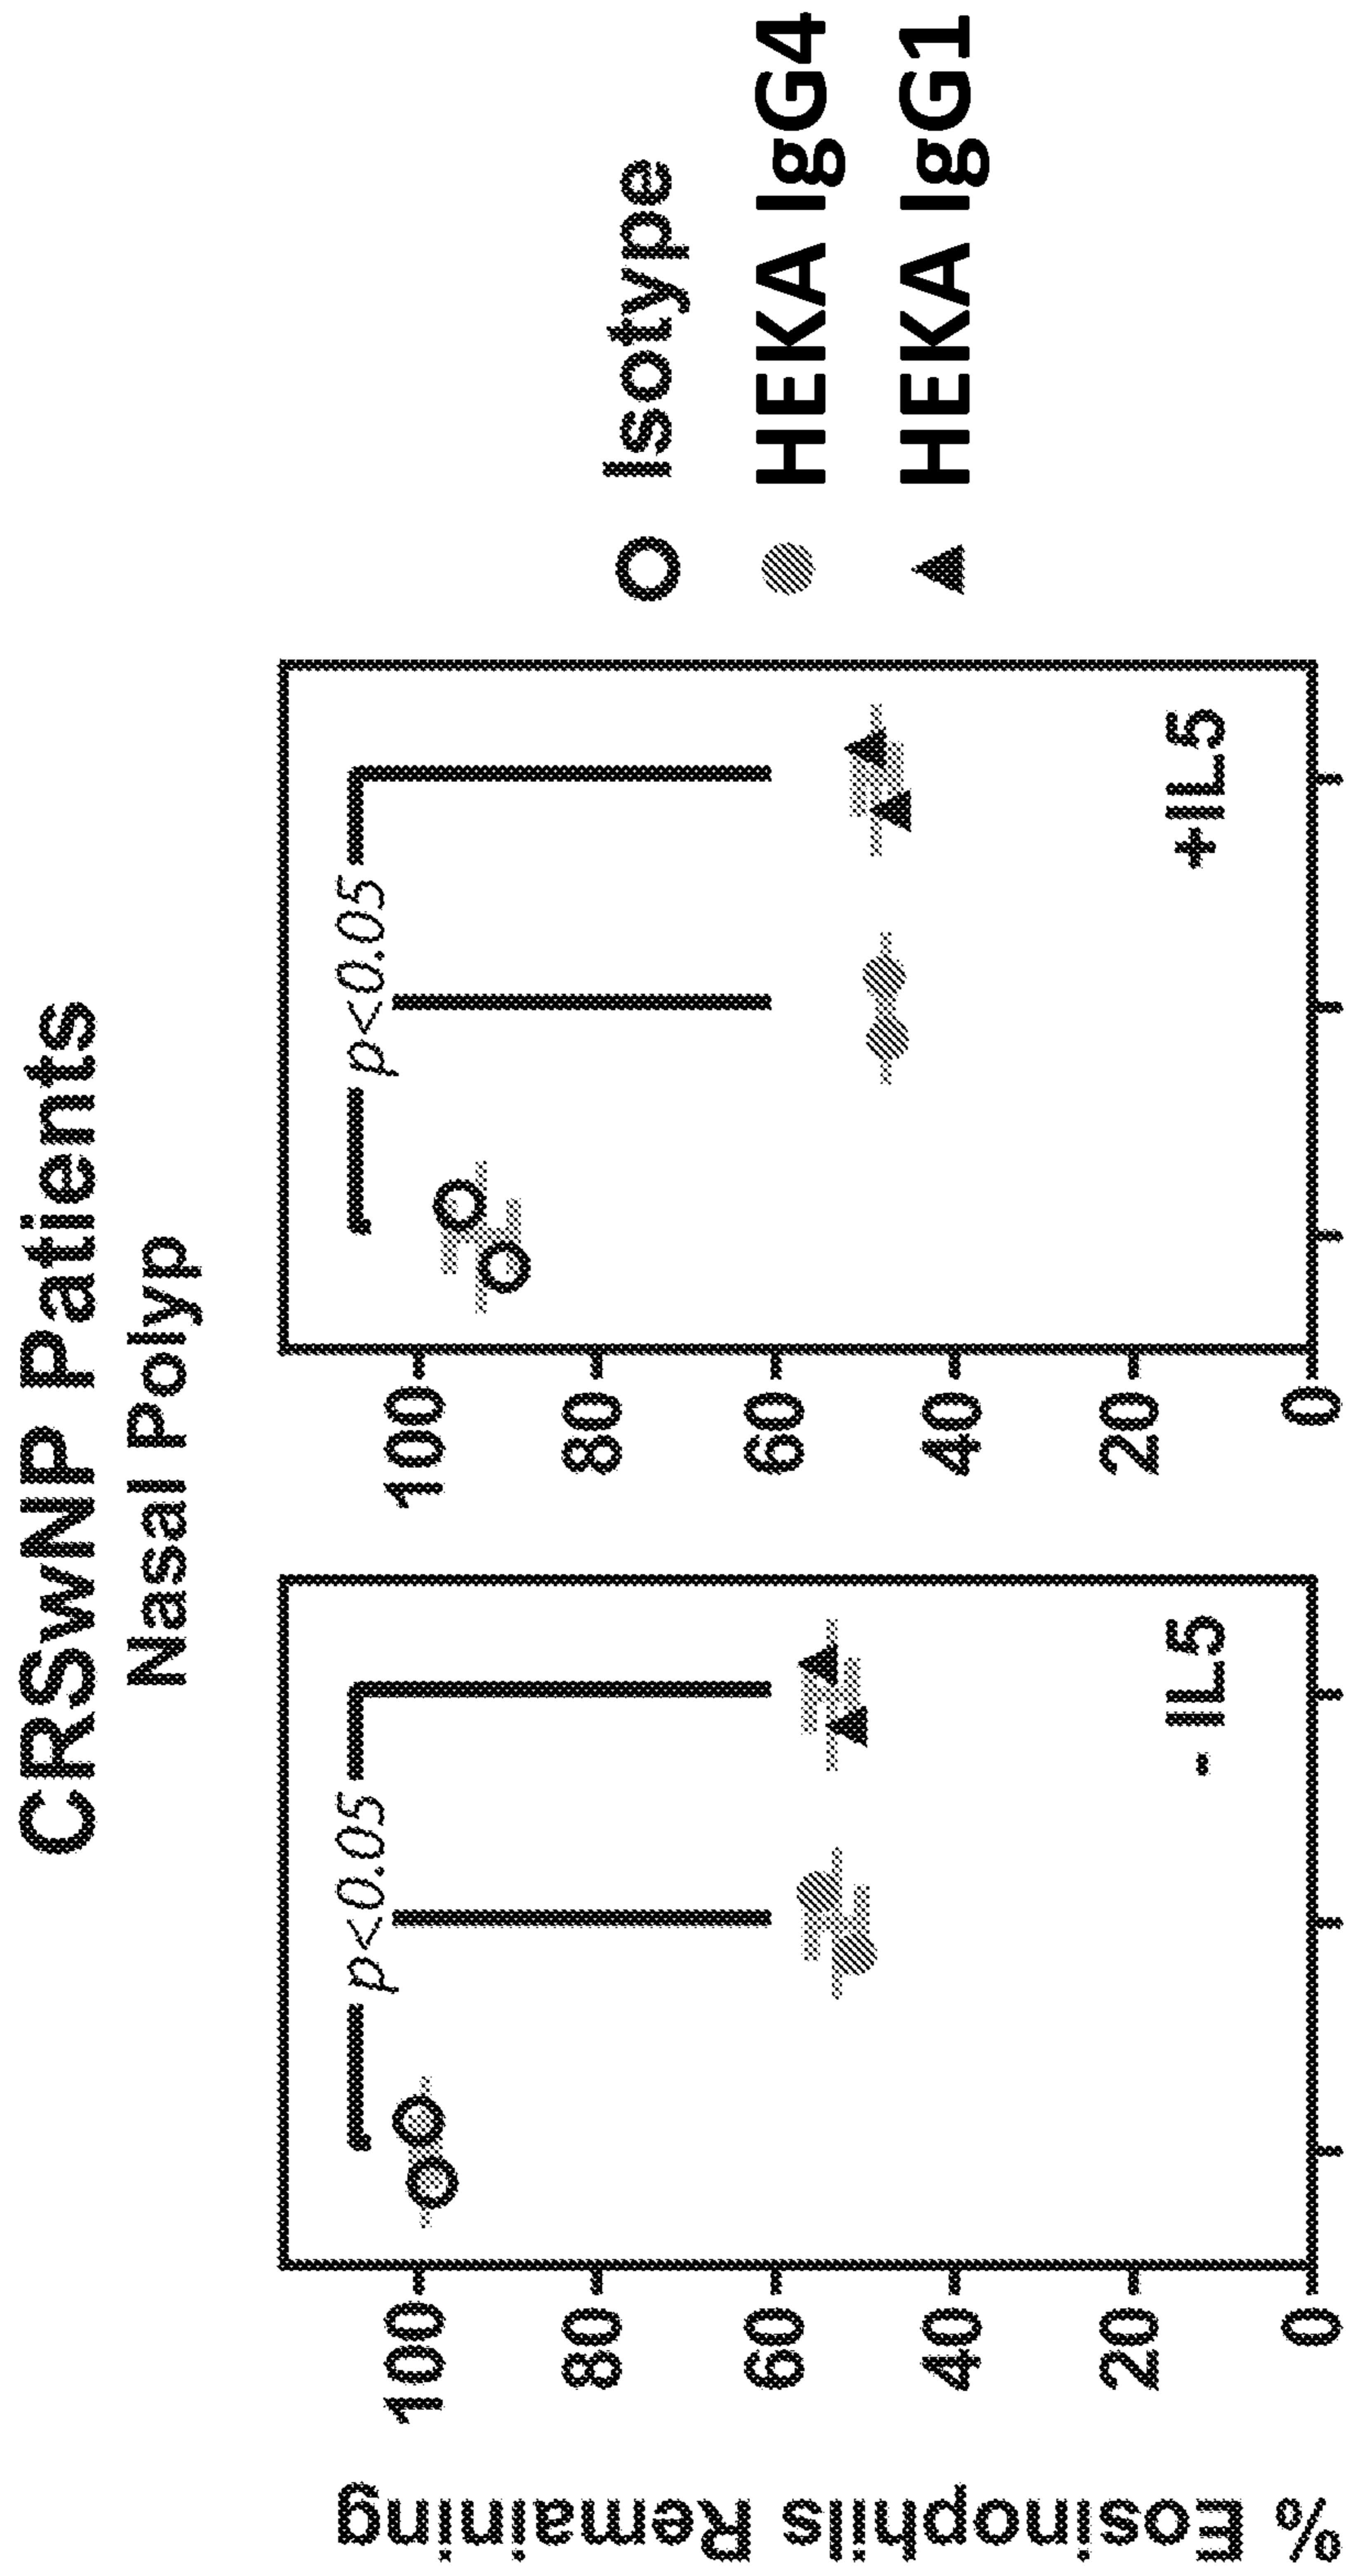 CRSwNP Patients
Nasal Polyp
% Eosinophils Remaining
100
80
60
40
20
0
p<0.05
- IL5
100
80
60
40
20
0
p<0.05
+IL5
Isotype
HEKA IgG4
HEKA IgG1